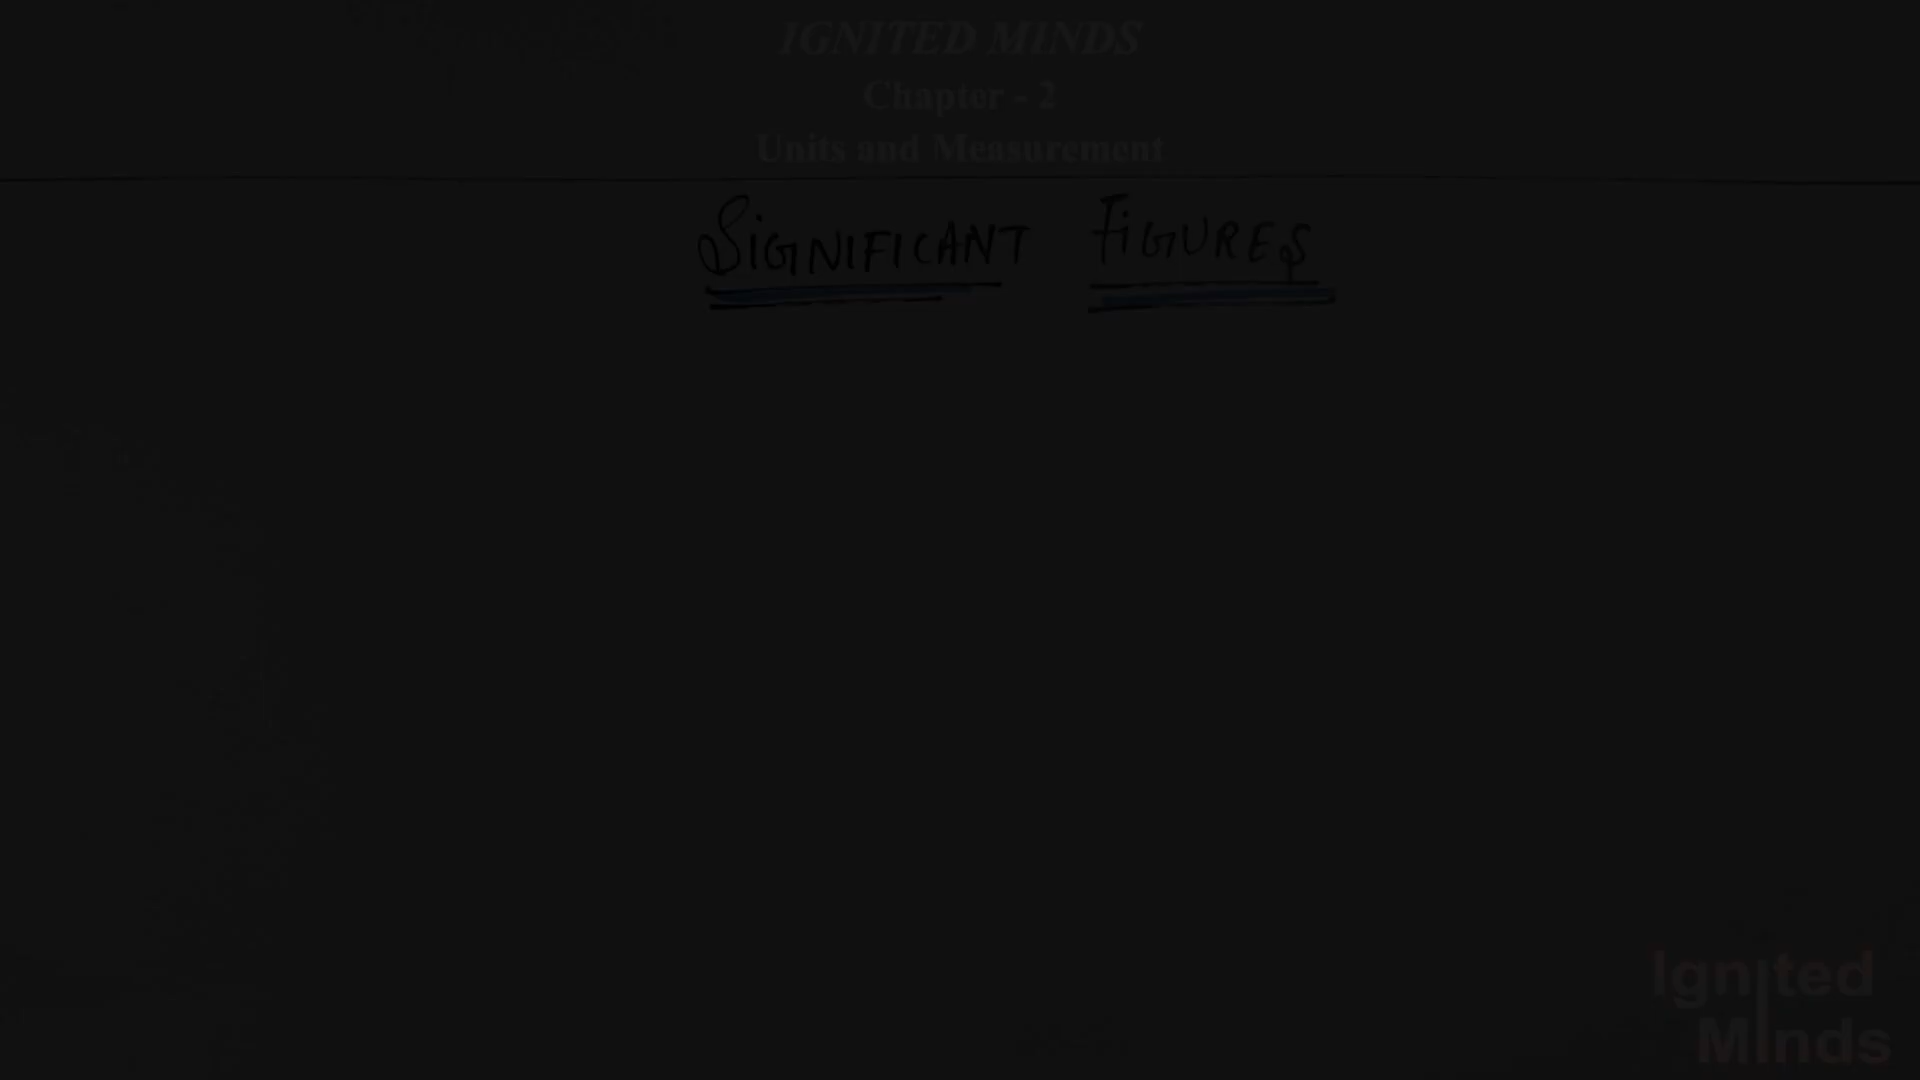 IGNITED MINDS
Chapter - 2
Units and Measurement
SIGNIFICANT FIGURES
Ignited
Minds